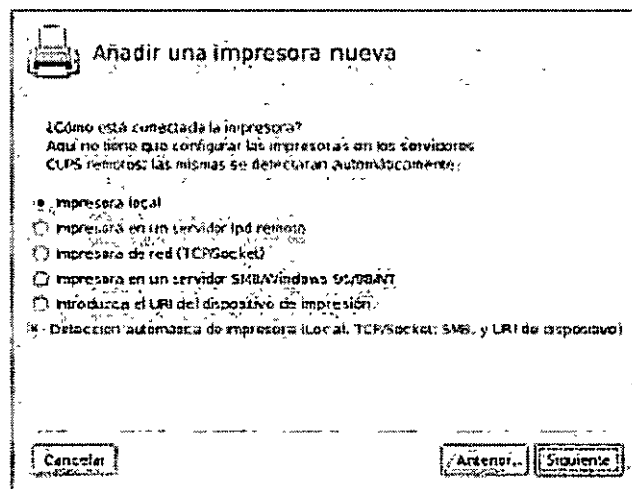 Añadir una impresora nueva
¿Cómo está conectada la impresora?
Aquí no tiene que configurar las impresoras en los servidores
CUPS remotos; las mismas se detectaran automáticamente.
Impresora local
Impresora en un servidor lpd remoto
Impresora de red (TCP/Socket)
Impresora en un servidor SMB/Windows 95/98/NT
Introduzca el URI del dispositivo de impresión.
Detección automática de impresora (Local, TCP/Socket, SMB, y URI de dispositivo)
Cancelar
Anterior
Siguiente